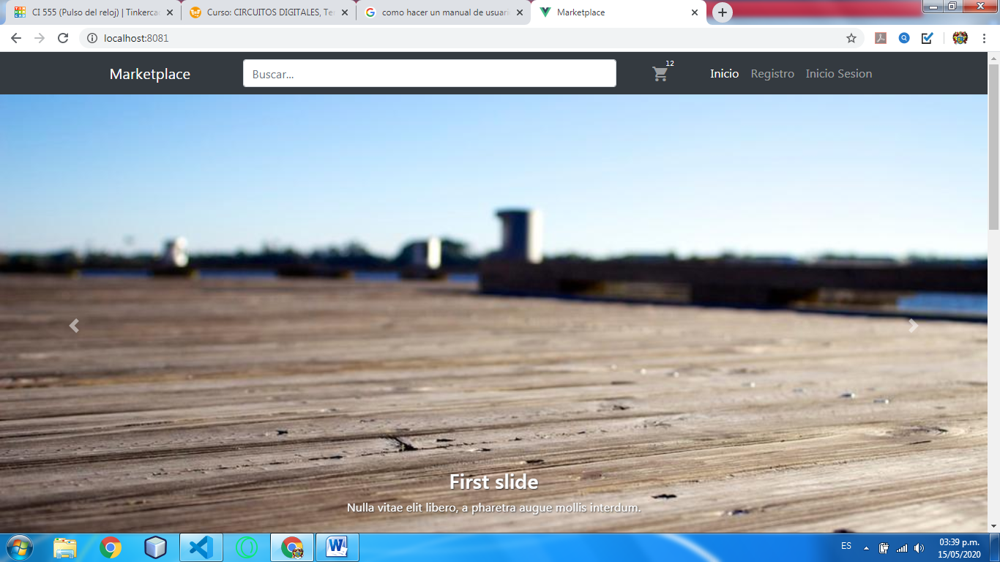 CI 555 (Pulso del reloj) | Tinkerca
Curso: CIRCUITOS DIGITALES, Te
como hacer un manual de usuari
Marketplace
localhost:8081
Marketplace
Buscar...
12
Inicio
Registro
Inicio Sesion
First slide
Nulla vitae elit libero, a pharetra augue mollis interdum.
ES
03:39 p.m.
15/05/2020